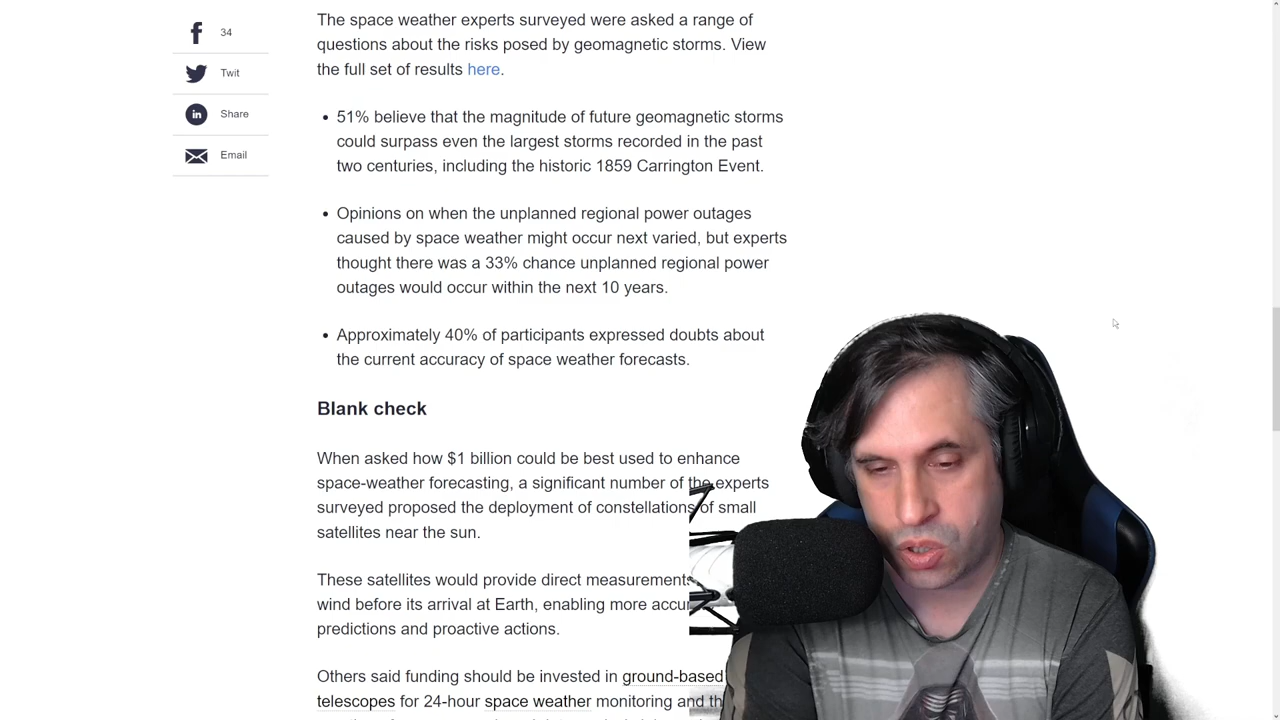 34
Twit
Share
Email
The space weather experts surveyed were asked a range of
questions about the risks posed by geomagnetic storms. View
the full set of results here.
• 51% believe that the magnitude of future geomagnetic storms
could surpass even the largest storms recorded in the past
two centuries, including the historic 1859 Carrington Event.
• Opinions on when the unplanned regional power outages
caused by space weather might occur next varied, but experts
thought there was a 33% chance unplanned regional power
outages would occur within the next 10 years.
• Approximately 40% of participants expressed doubts about
the current accuracy of space weather forecasts.
Blank check
When asked how $1 billion could be best used to enhance
space-weather forecasting, a significant number of the experts
surveyed proposed the deployment of constellations of small
satellites near the sun.
These satellites would provide direct measurements
wind before its arrival at Earth, enabling more
predictions and proactive actions.
Others said funding should be invested in ground-based
telescopes for 24-hour space weather monitoring and